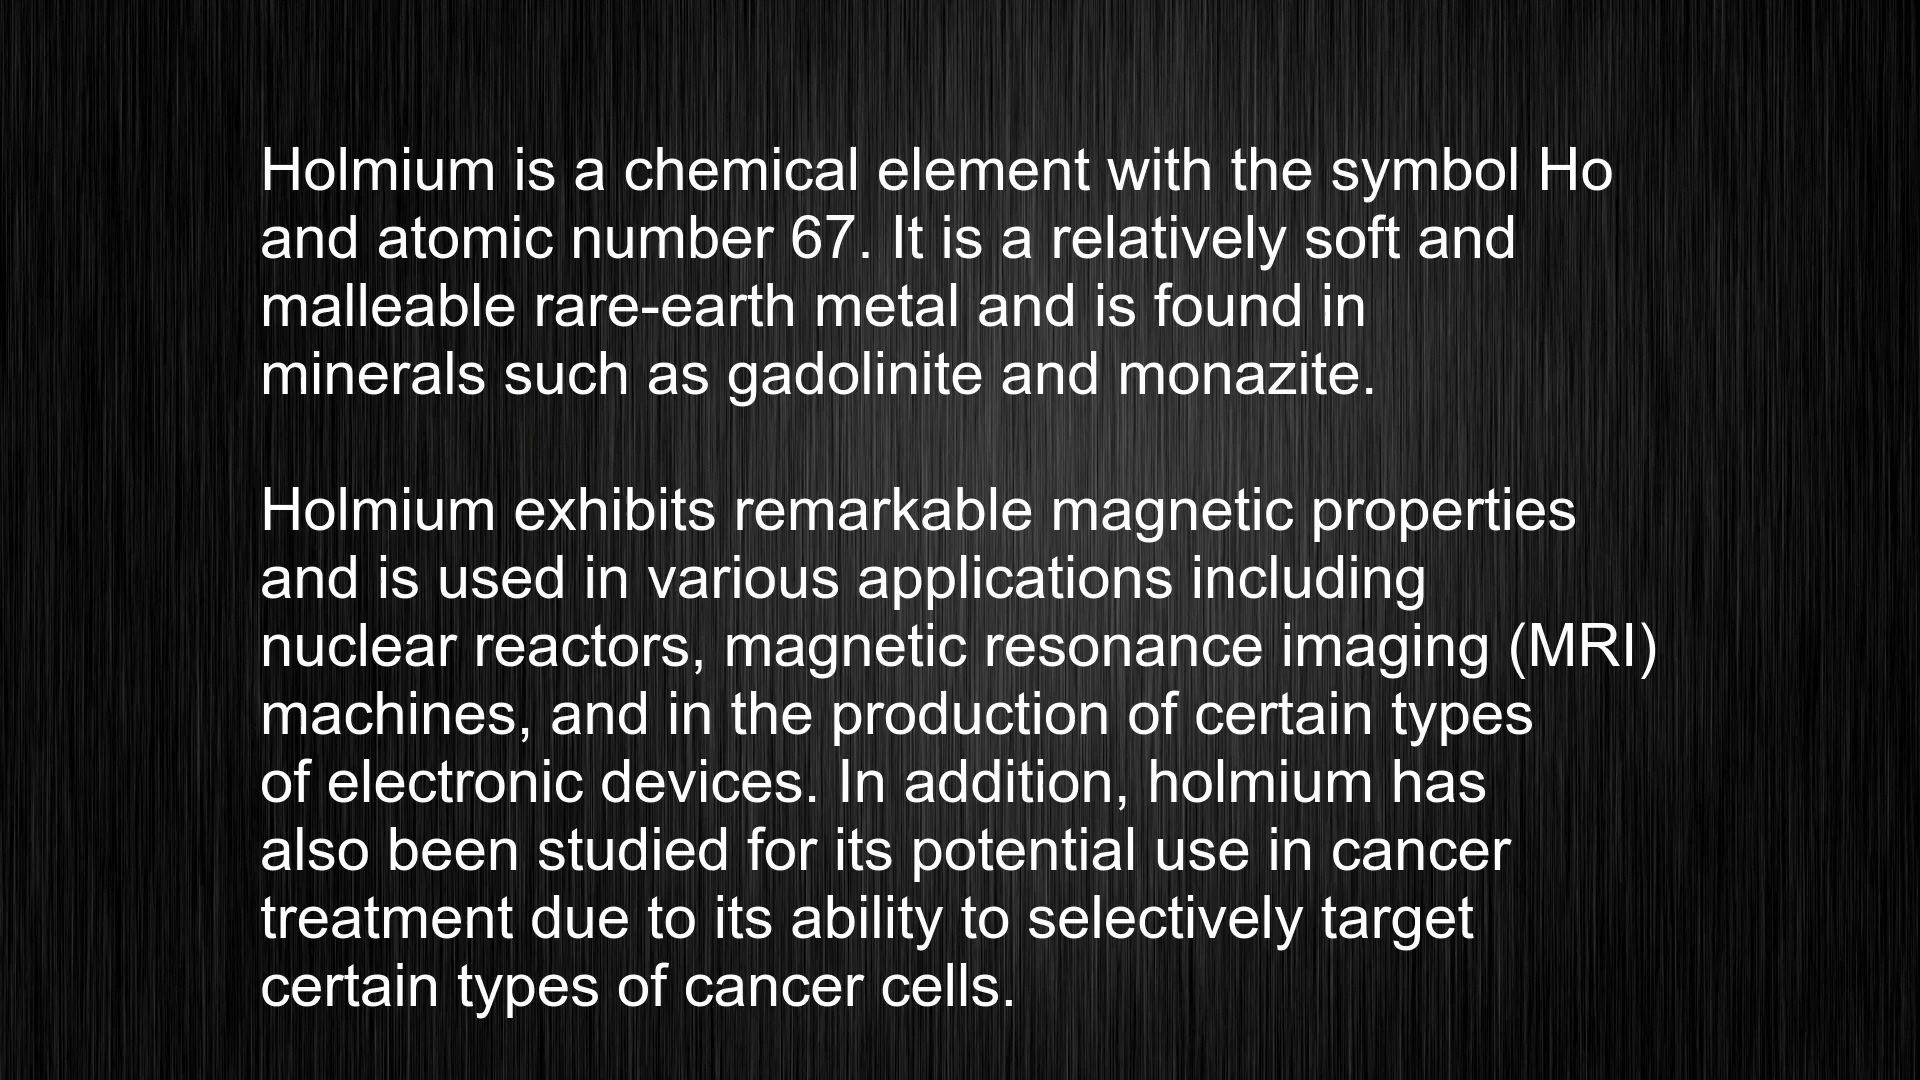 Holmium is a chemical element with the symbol Ho
and atomic number 67. It is a relatively soft and
malleable rare-earth metal and is found in
minerals such as gadolinite and monazite.
Holmium exhibits remarkable magnetic properties
and is used in various applications including
nuclear reactors, magnetic resonance imaging (MRI)
machines, and in the production of certain types
of electronic devices. In addition, holmium has
also been studied for its potential use in cancer
treatment due to its ability to selectively target
certain types of cancer cells.